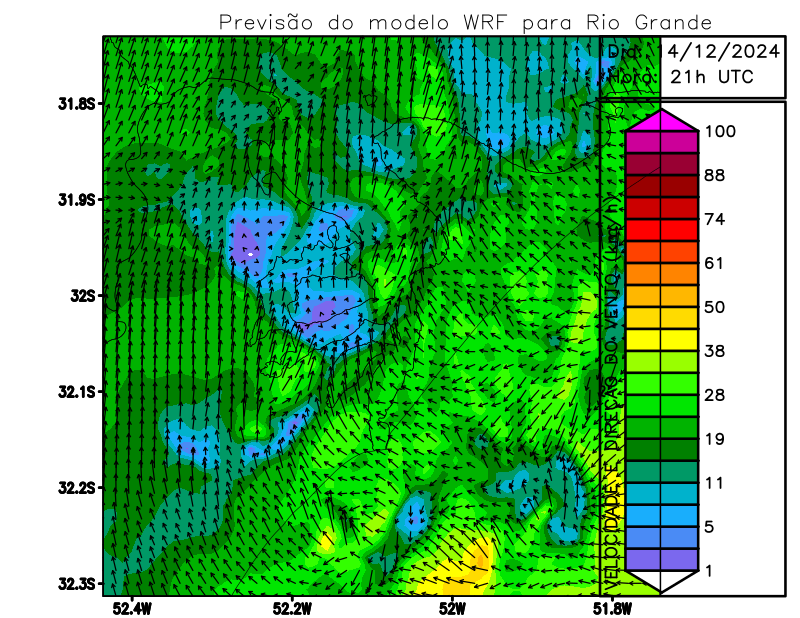 Previsão do modelo WRF para Rio Grande
Dia: 14/12/2024
Hora: 21h UTC
31.8S
31.9S
32S
32.1S
32.2S
32.3S
52.4W
52.2W
52W
51.8W
VELOCIDADE E DIREÇÃO DO VENTO (km/h)
100
88
74
61
50
38
28
19
11
5
1